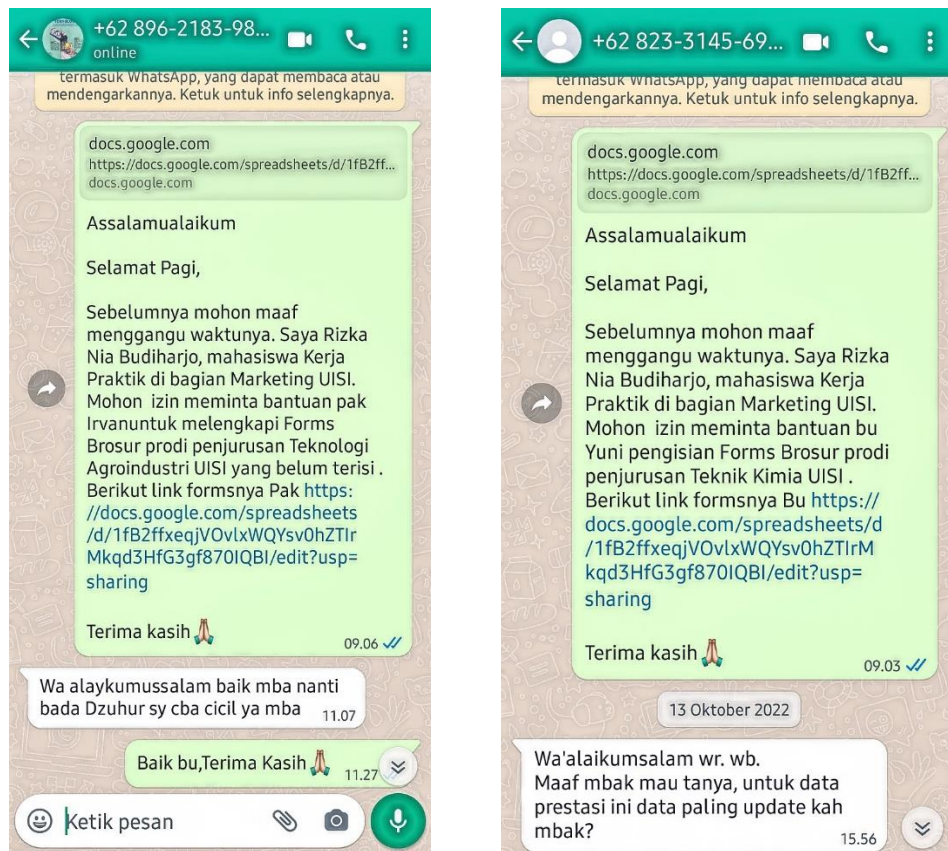 +62 896-2183-98...
online
termasuk WhatsApp, yang dapat membaca atau
mendengarkannya. Ketuk untuk info selengkapnya.
docs.google.com
https://docs.google.com/spreadsheets/d/1fB2ff...
docs.google.com
Assalamualaikum
Selamat Pagi,
Sebelumnya mohon maaf
menggangu waktunya. Saya Rizka
Nia Budiharjo, mahasiswa Kerja
Praktik di bagian Marketing UISI.
Mohon izin meminta bantuan pak
Irvanuntuk melengkapi Forms
Brosur prodi penjurusan Teknologi
Agroindustri UISI yang belum terisi .
Berikut link formsnya Pak https:
//docs.google.com/spreadsheets
/d/1fB2ffxeqjVOvlxWQYsv0hZTIr
Mkqd3HfG3gf870IQBI/edit?usp=
sharing
Terima kasih🙏
09.06
Wa alaykumussalam baik mba nanti
bada Dzuhur sy cba cicil ya mba
11.07
Baik bu,Terima Kasih🙏
11.27
Ketik pesan
+62 823-3145-69...
termasuk WhatsApp, yang dapat membaca atau
mendengarkannya. Ketuk untuk info selengkapnya.
docs.google.com
https://docs.google.com/spreadsheets/d/1fB2ff...
docs.google.com
Assalamualaikum
Selamat Pagi,
Sebelumnya mohon maaf
menggangu waktunya. Saya Rizka
Nia Budiharjo, mahasiswa Kerja
Praktik di bagian Marketing UISI.
Mohon izin meminta bantuan bu
Yuni pengisian Forms Brosur prodi
penjurusan Teknik Kimia UISI .
Berikut link formsnya Bu https://
docs.google.com/spreadsheets/d
/1fB2ffxeqjVOvlxWQYsv0hZTIrM
kqd3HfG3gf870IQBI/edit?usp=
sharing
Terima kasih🙏
09.03
13 Oktober 2022
Wa'alaikumsalam wr. wb.
Maaf mbak mau tanya, untuk data
prestasi ini data paling update kah
mbak?
15.56